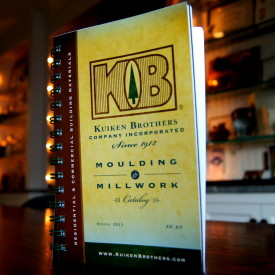 KB
KUIKEN BROTHERS
COMPANY INCORPORATED
Since 1912
MOULDING
&
MILLWORK
Catalog
WWW.KUIKENBROTHERS.COM
RESIDENTIAL & COMMERCIAL BUILDING MATERIALS